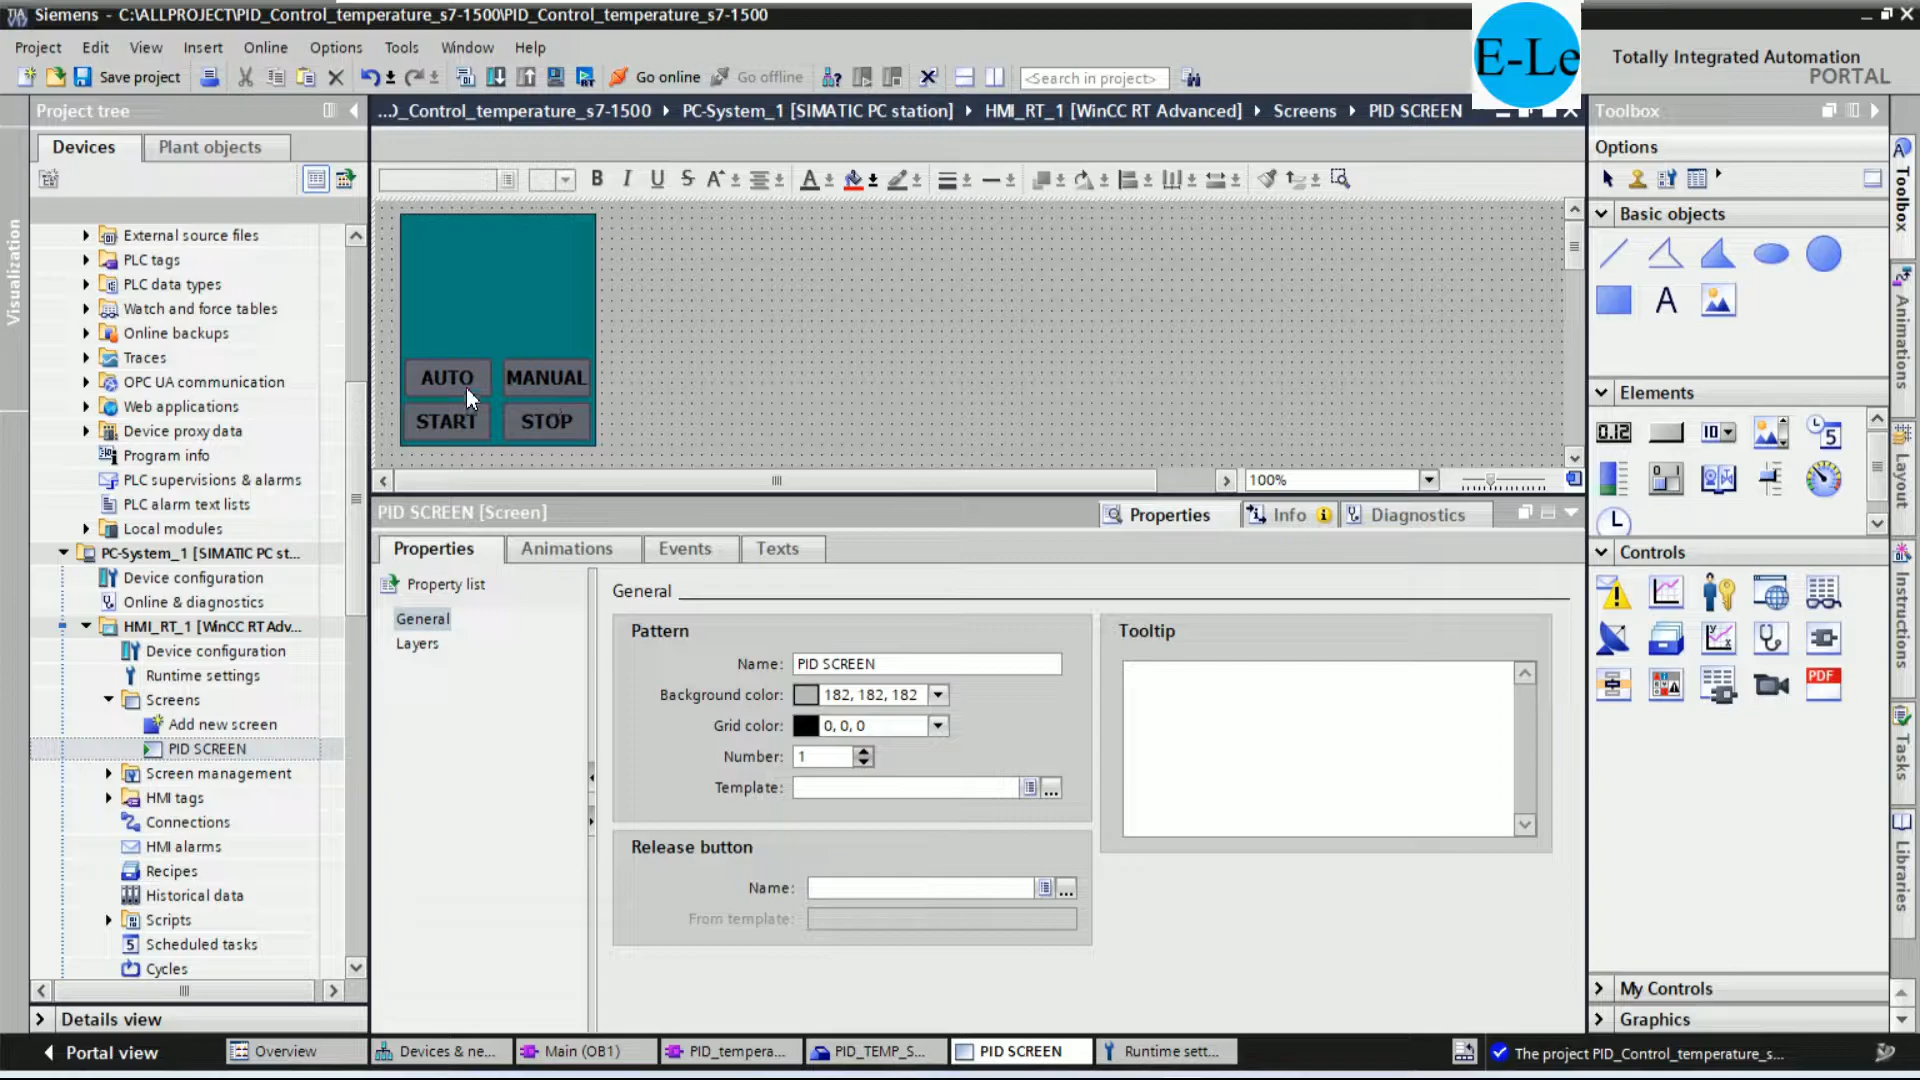 Siemens - C:\ALLPROJECT\PID_Control_temperature_s7-1500\PID_Control_temperature_s7-1500
Project Edit View Insert Online Options Tools Window Help
E-Le
Totally Integrated Automation
PORTAL
Save project
Go online
Go offline
<Search in project>
Project tree
...)_Control_temperature_s7-1500 PC-System_1 [SIMATIC PC station] HMI_RT_1 [WinCC RT Advanced] Screens PID SCREEN
Toolbox
Devices
Plant objects
Options
Basic objects
External source files
PLC tags
PLC data types
Watch and force tables
Online backups
Traces
OPC UA communication
Web applications
Device proxy data
Program info
PLC supervisions & alarms
PLC alarm text lists
Local modules
PC-System_1 [SIMATIC PC st...
Device configuration
Online & diagnostics
HMI_RT_1 [WinCC RT Adv...
Device configuration
Runtime settings
Screens
Add new screen
PID SCREEN
Screen management
HMI tags
Connections
HMI alarms
Recipes
Historical data
Scripts
Scheduled tasks
Cycles
Details view
Visualization
AUTO MANUAL
START STOP
100%
PID SCREEN [Screen]
Properties
Info
Diagnostics
Properties
Animations
Events
Texts
Property list
General
Layers
General
Pattern
Name: PID SCREEN
Background color: 182, 182, 182
Grid color: 0, 0, 0
Number: 1
Template:
Release button
Name:
From template:
Tooltip
Elements
Controls
PDF
My Controls
Graphics
Toolbox
Animations
Layout
Instructions
Tasks
Libraries
Portal view
Overview
Devices & ne...
Main (OB1)
PID_tempera...
PID_TEMP_S...
PID SCREEN
Runtime sett...
The project PID_Control_temperature_s...